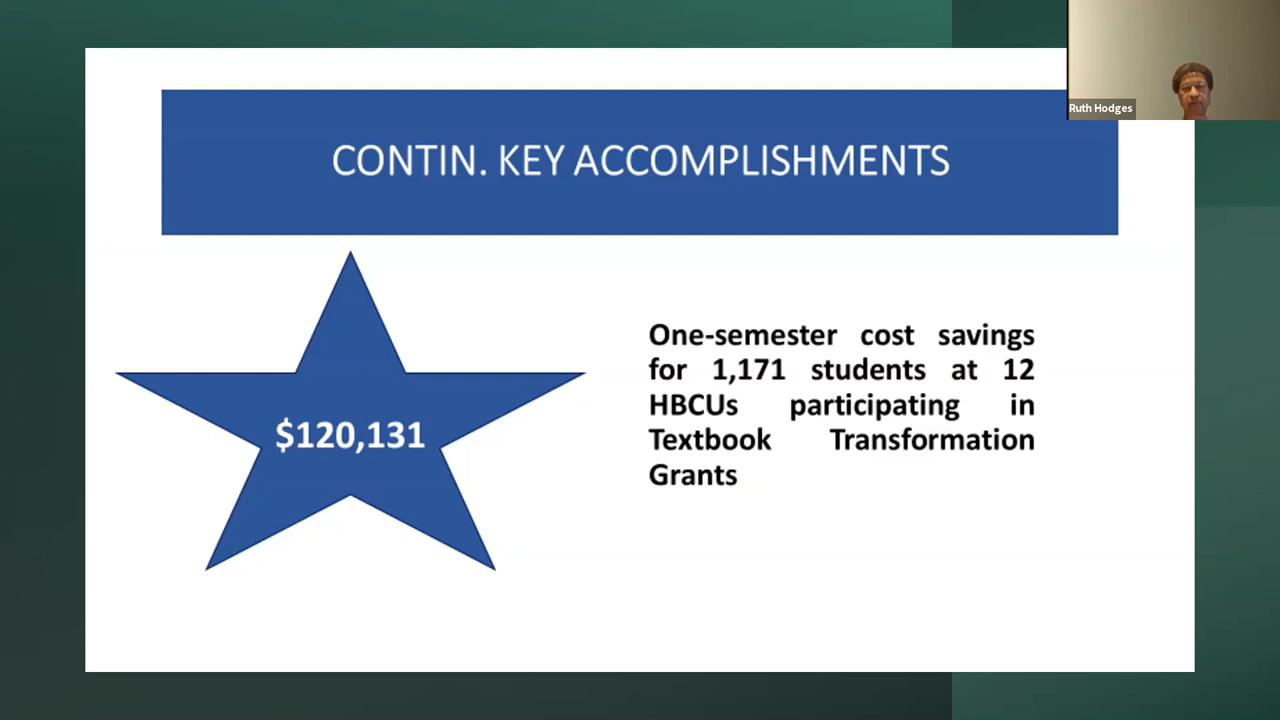 Ruth Hodges
CONTIN. KEY ACCOMPLISHMENTS
$120,131
One-semester cost savings
for 1,171 students at 12
HBCUs participating in
Textbook Transformation
Grants